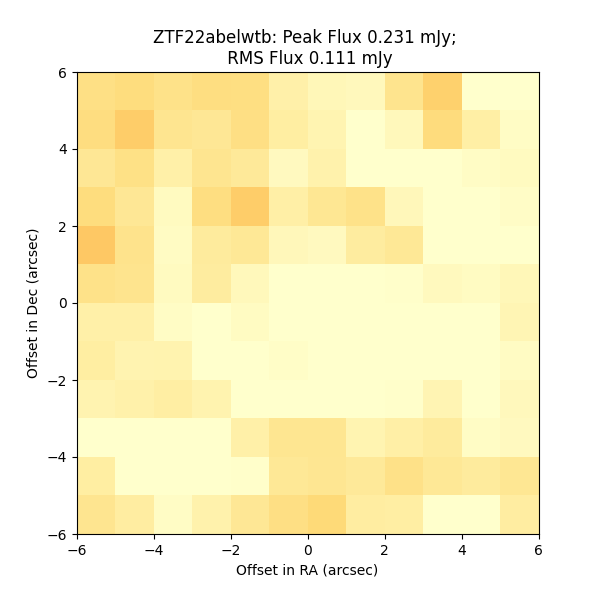 ZTF22abelwtb: Peak Flux 0.231 mJy;
RMS Flux 0.111 mJy
6
4
2
0
−2
−4
−6
Offset in Dec (arcsec)
−6 −4 −2 0 2 4 6
Offset in RA (arcsec)